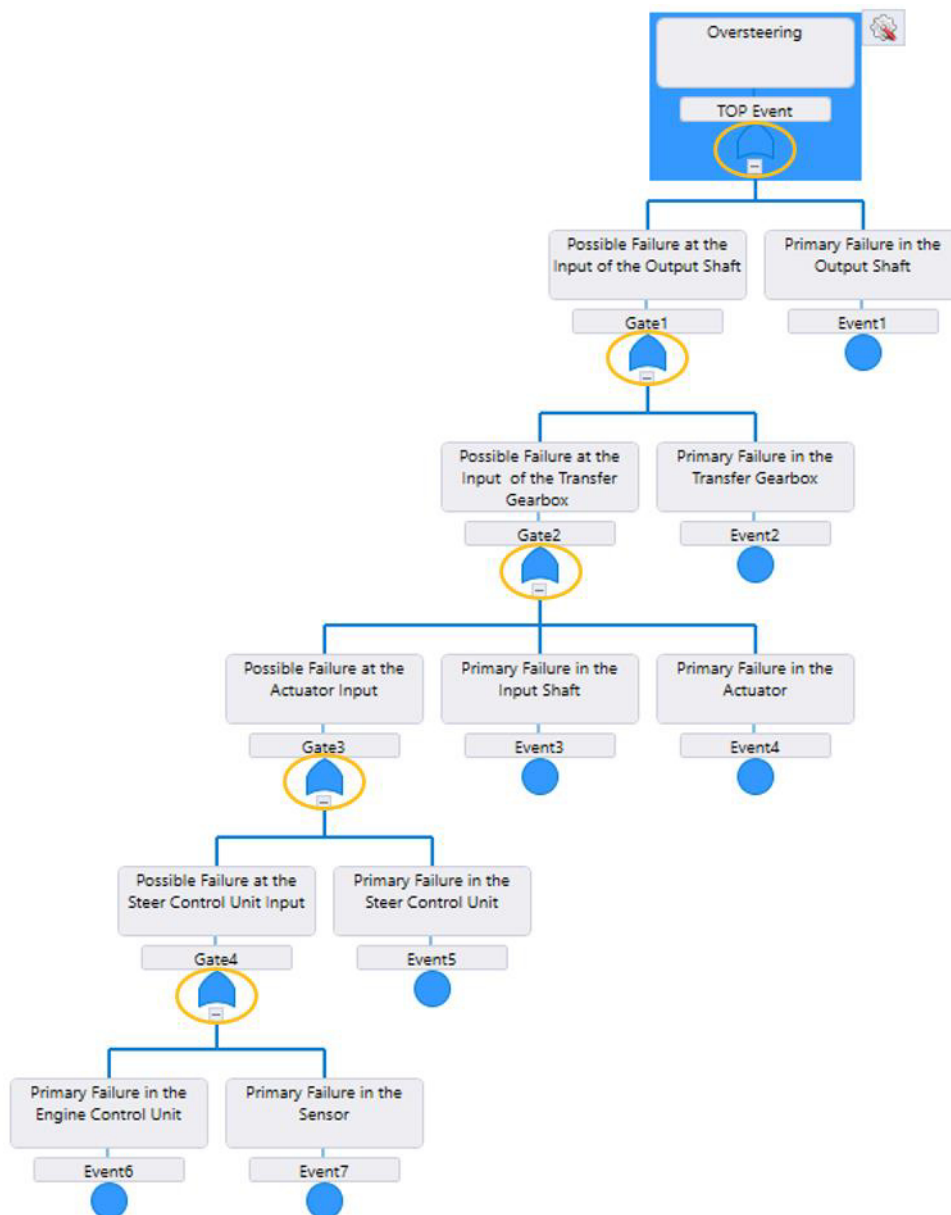 Oversteering
TOP Event
Possible Failure at the
Input of the Output Shaft
Primary Failure in the
Output Shaft
Gate1
Event1
Possible Failure at the
Input of the Transfer
Gearbox
Primary Failure in the
Transfer Gearbox
Gate2
Event2
Possible Failure at the
Actuator Input
Primary Failure in the
Input Shaft
Primary Failure in the
Actuator
Gate3
Event3
Event4
Possible Failure at the
Steer Control Unit Input
Primary Failure in the
Steer Control Unit
Gate4
Event5
Primary Failure in the
Engine Control Unit
Primary Failure in the
Sensor
Event6
Event7